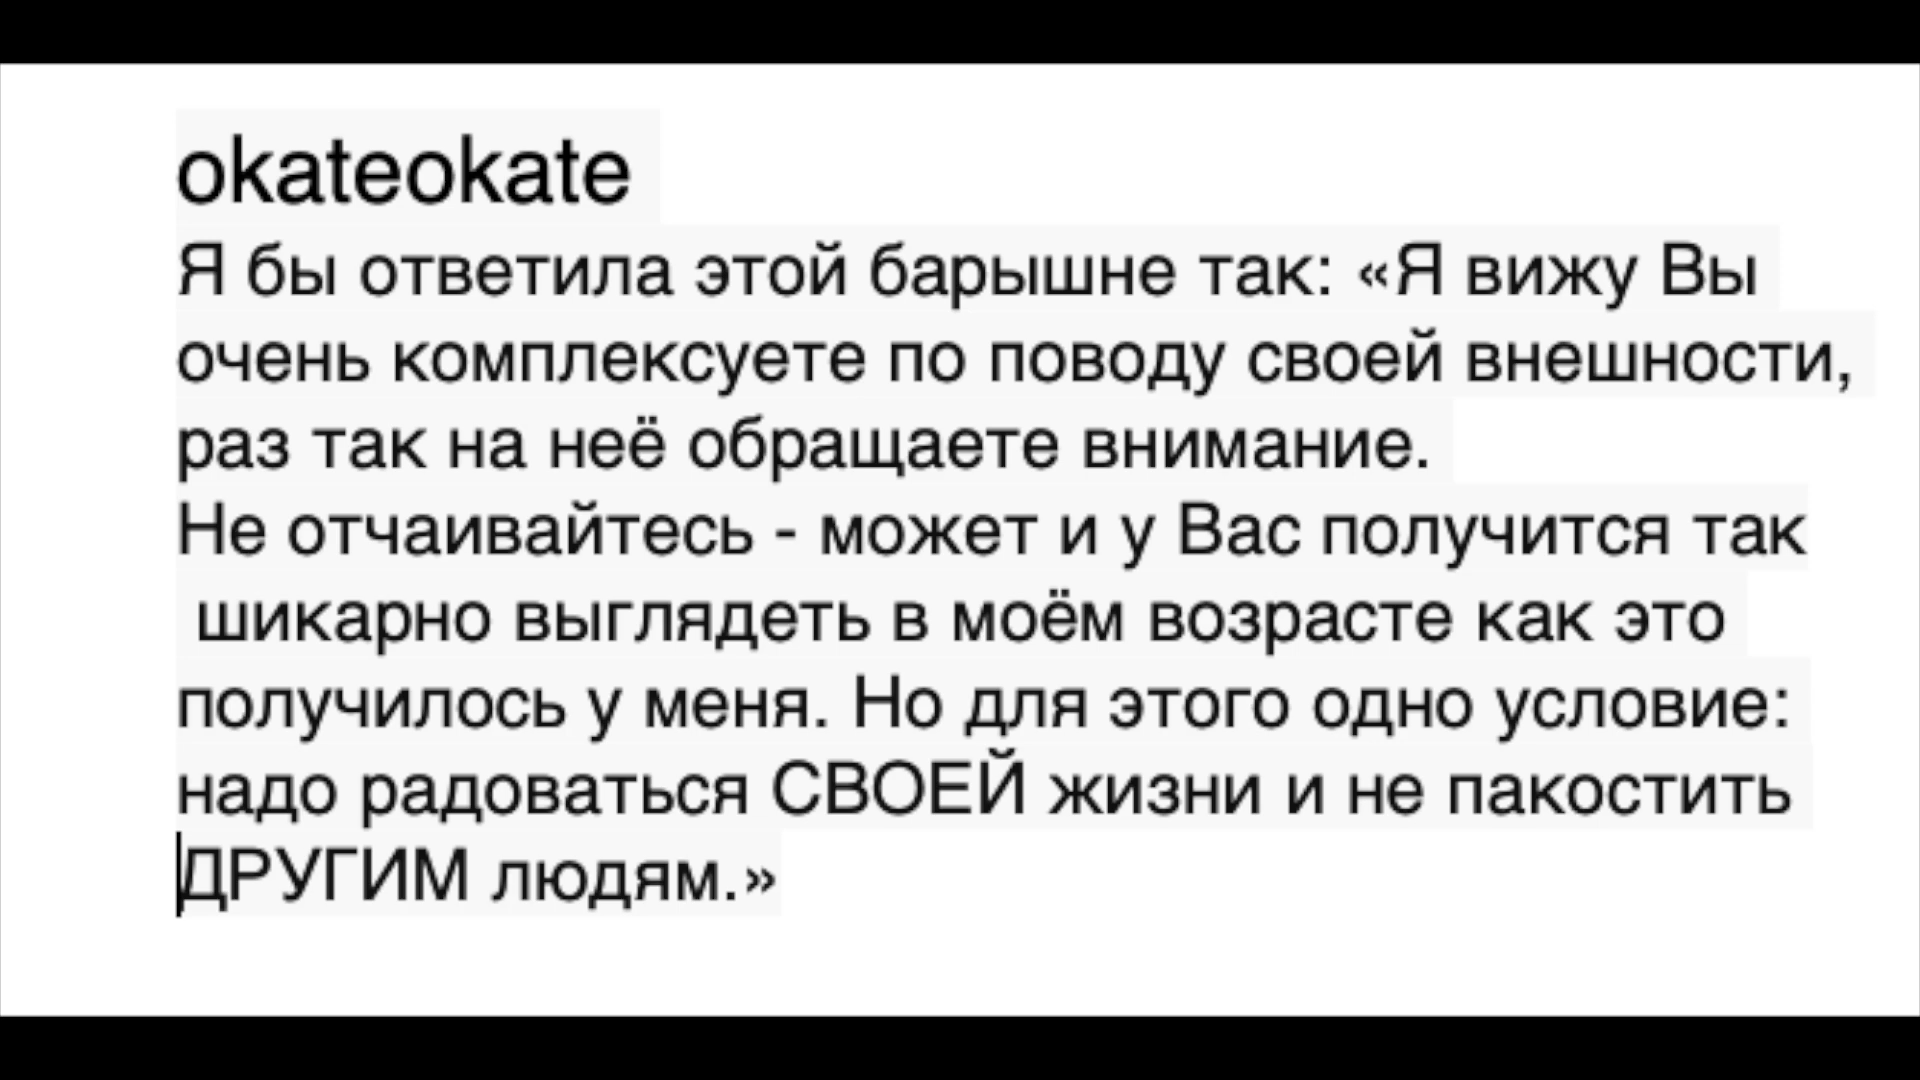 okateokate
Я бы ответила этой барышне так: «Я вижу Вы
очень комплексуете по поводу своей внешности,
раз так на неё обращаете внимание.
Не отчаивайтесь - может и у Вас получится так
шикарно выглядеть в моём возрасте как это
получилось у меня. Но для этого одно условие:
надо радоваться СВОЕЙ жизни и не пакостить
ДРУГИМ людям.»